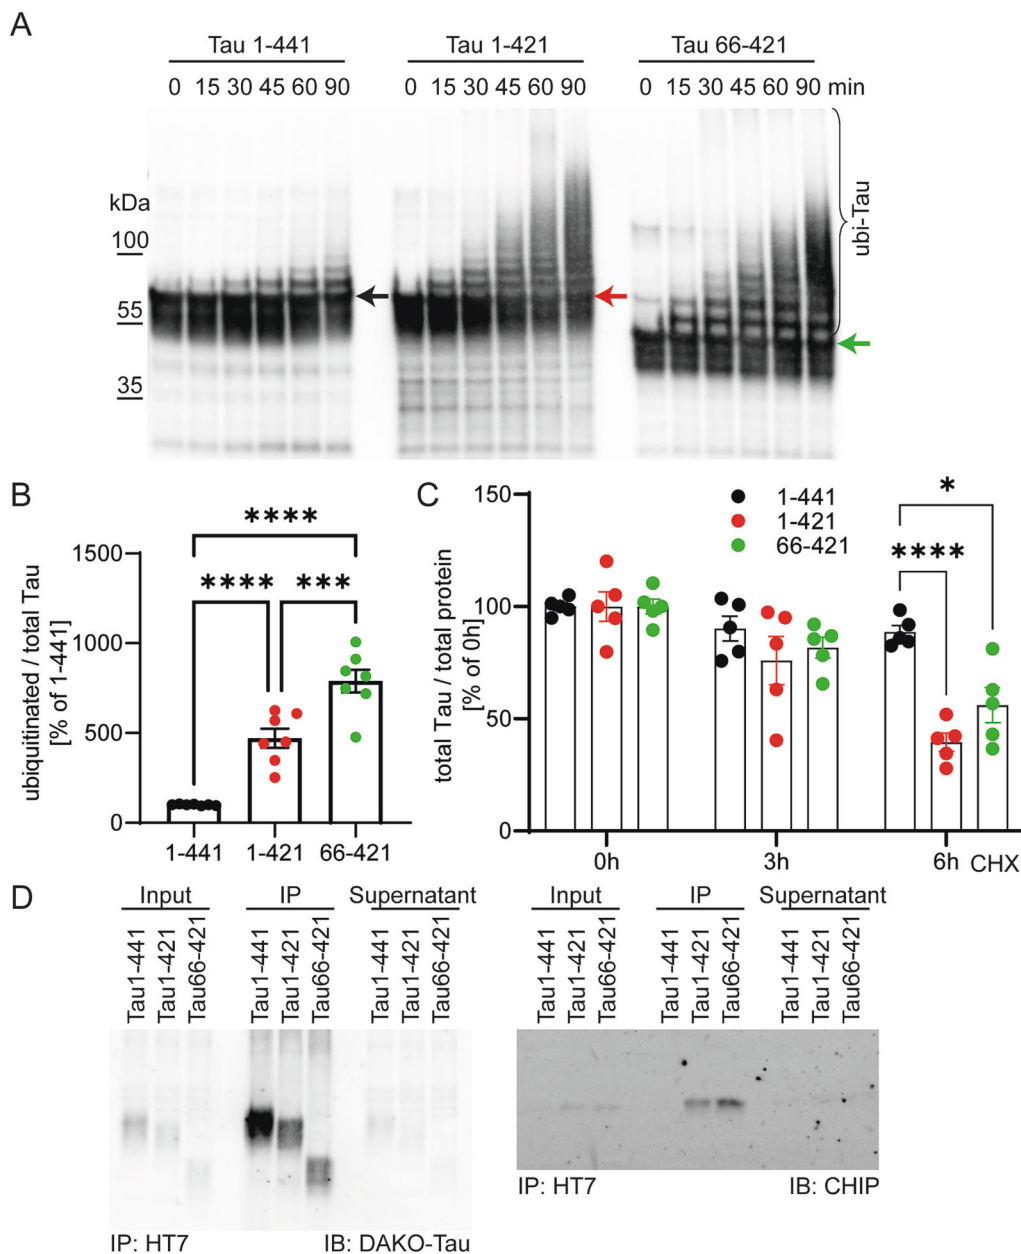 A
Tau 1-441 Tau 1-421 Tau 66-421
0 15 30 45 60 90 0 15 30 45 60 90 0 15 30 45 60 90 min
kDa
100
55
35
ubi-Tau
B
ubiquitinated / total Tau
[% of 1-441]
1500
1000
500
0
**** 
**** ***
1-441 1-421 66-421
C
total Tau / total protein
[% of 0h]
150
100
50
0
1-441
1-421
66-421
*
****
0h 3h 6h CHX
D
Input IP Supernatant
Tau1-441 Tau1-421 Tau66-421 Tau1-441 Tau1-421 Tau66-421 Tau1-441 Tau1-421 Tau66-421
IP: HT7 IB: DAKO-Tau
Input IP Supernatant
Tau1-441 Tau1-421 Tau66-421 Tau1-441 Tau1-421 Tau66-421 Tau1-441 Tau1-421 Tau66-421
IP: HT7 IB: CHIP